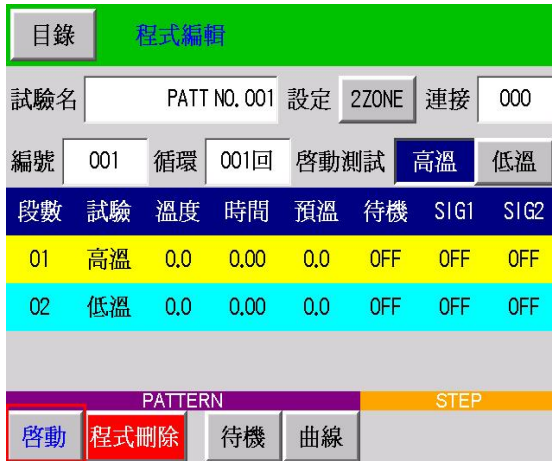 目錄 程式編輯
試驗名 PATT NO.001 設定 2ZONE 連接 000
編號 001 循環 001回 啓動測試 高溫 低溫
段數 試驗 溫度 時間 預溫 待機 SIG1 SIG2
01 高溫 0.0 0.00 0.0 OFF OFF OFF
02 低溫 0.0 0.00 0.0 OFF OFF OFF
PATTERN STEP
啓動 程式刪除 待機 曲線